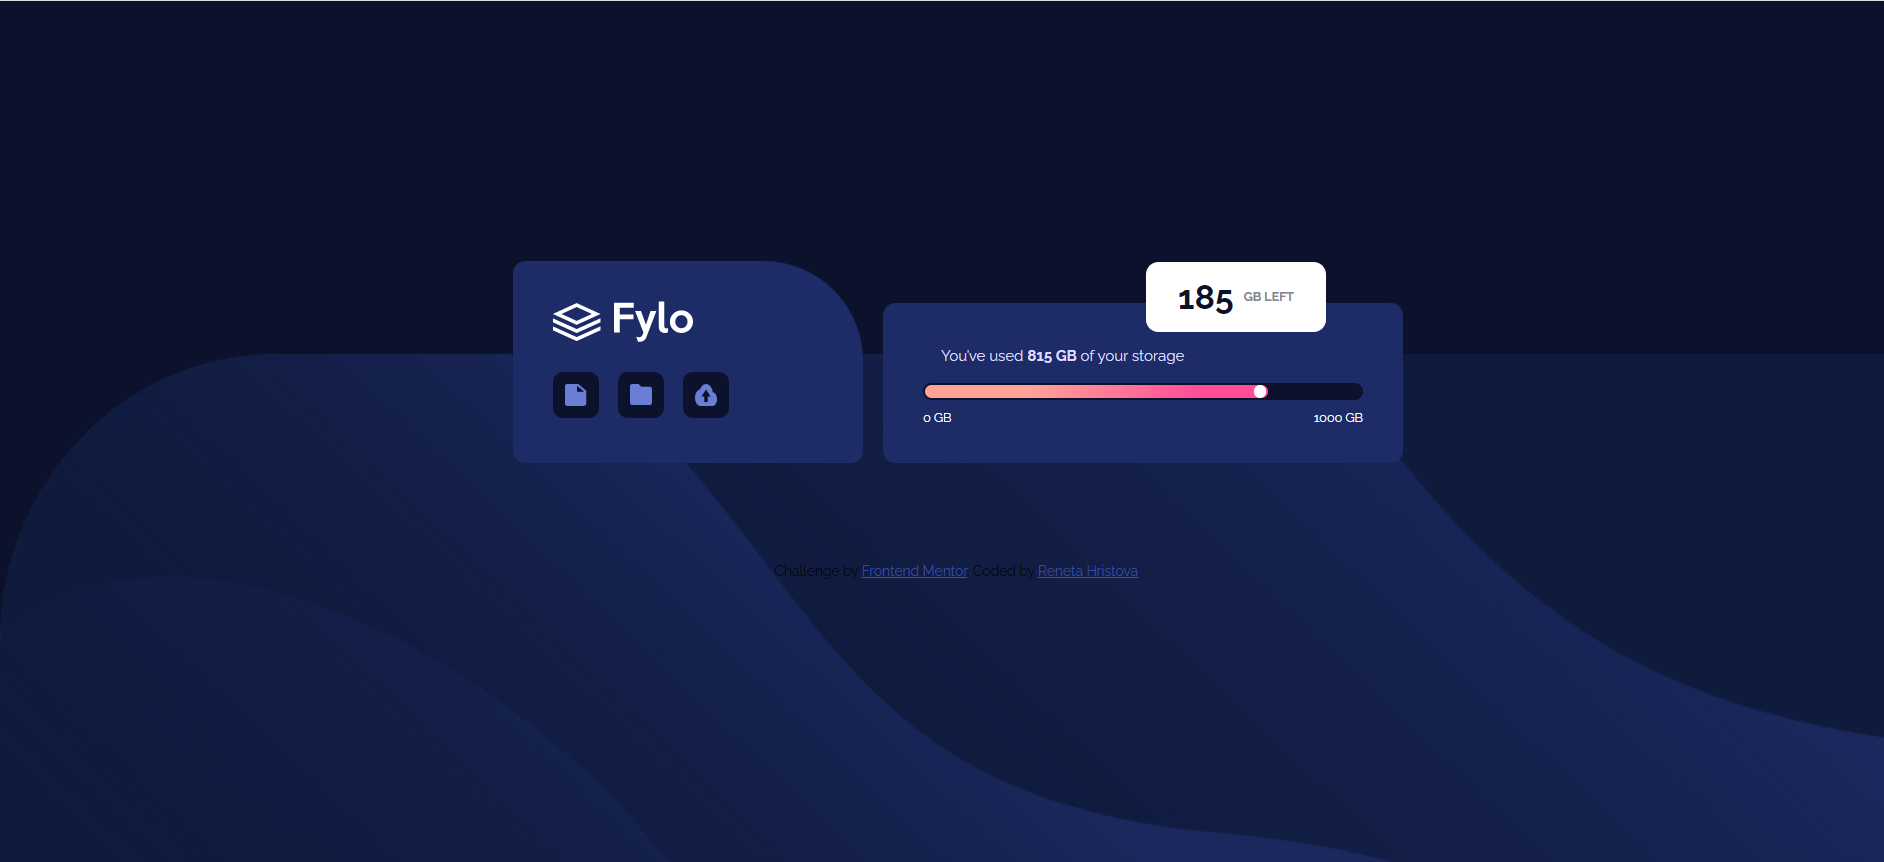 Fylo
185 GB LEFT
You've used 815 GB of your storage
0 GB 1000 GB
Challenge by Frontend Mentor Coded by Reneta Hristova